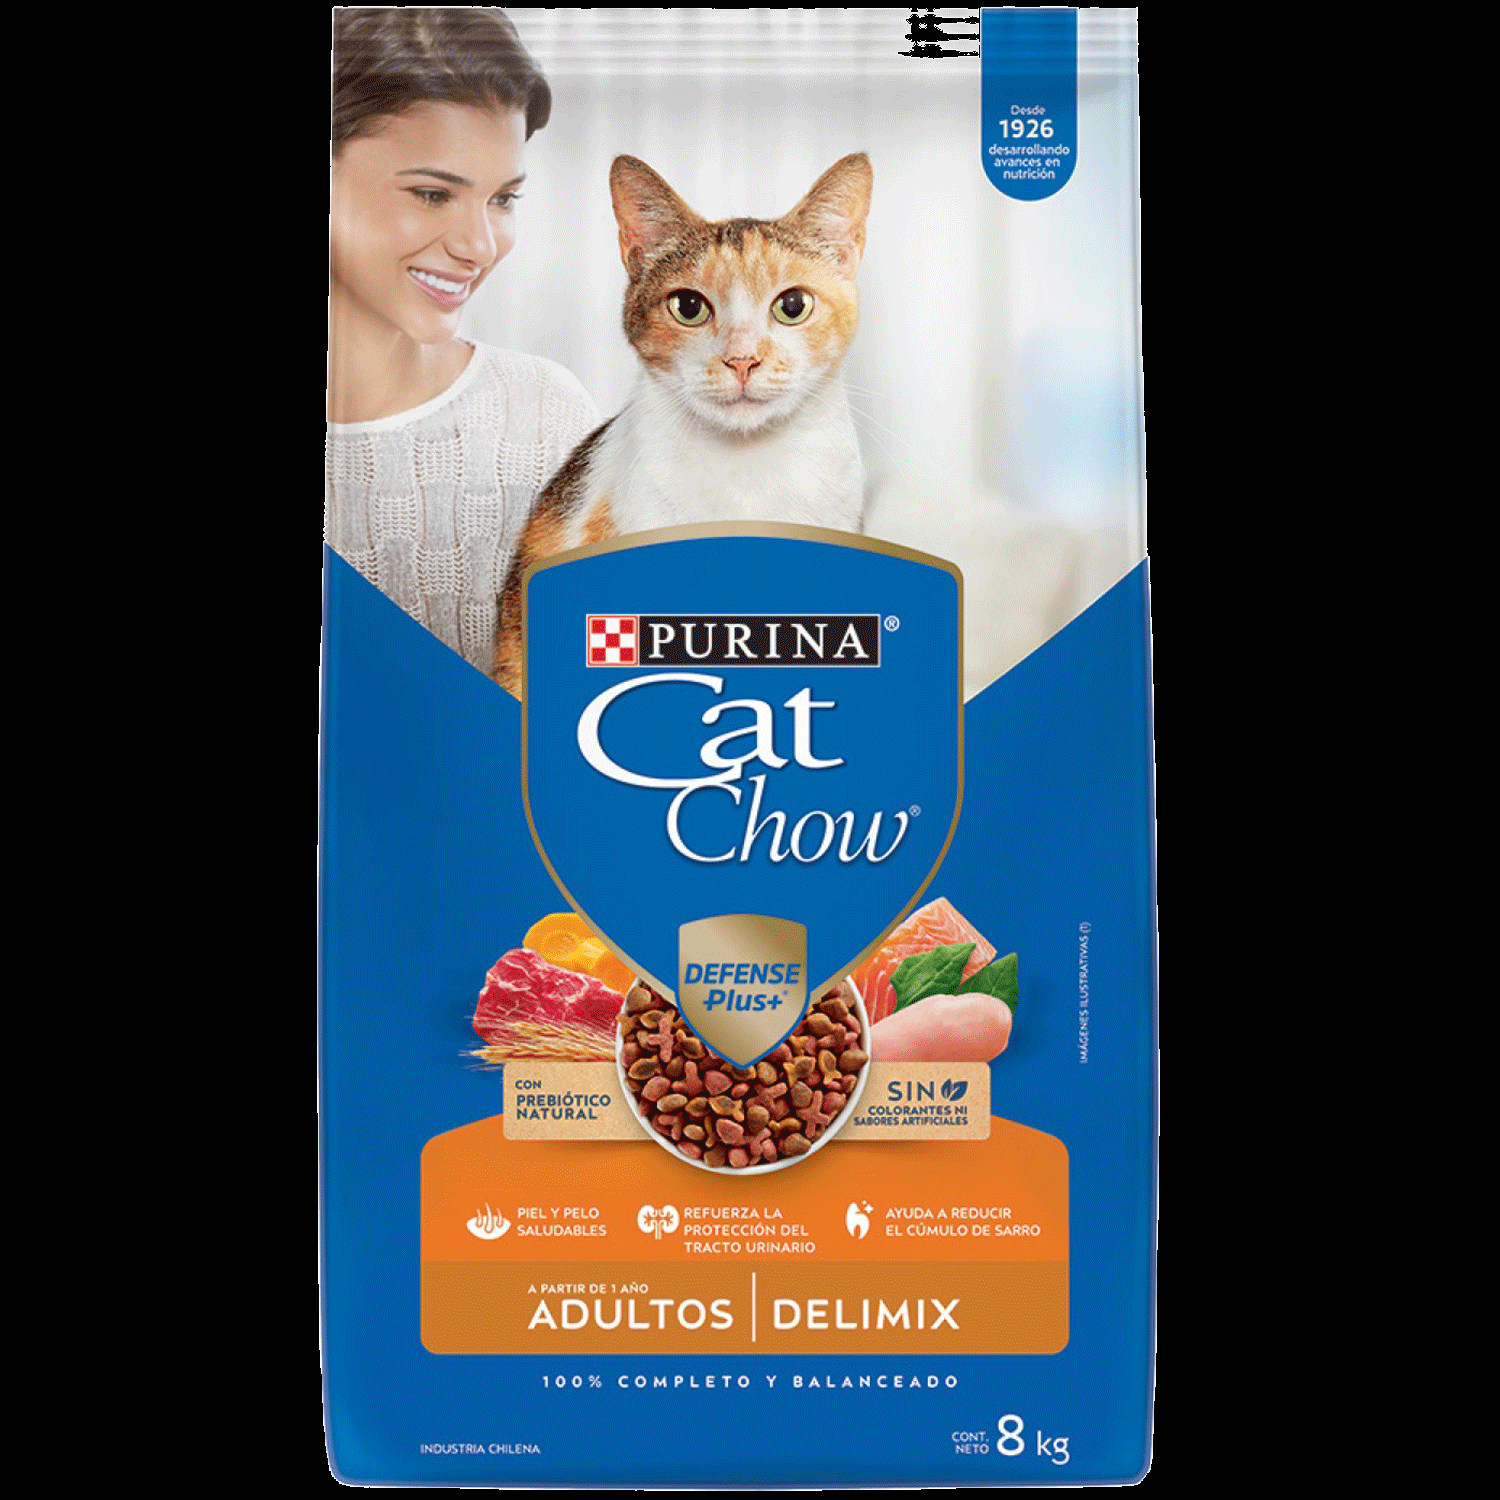 Desde
1926
desarrollando
avances en
nutrición
PURINA®
Cat
Chow®
DEFENSE
Plus+®
IMÁGENES ILUSTRATIVAS (1)
CON
PREBIÓTICO
NATURAL
SIN
COLORANTES NI
SABORES ARTIFICIALES
PIEL Y PELO
SALUDABLES
REFUERZA LA
PROTECCIÓN DEL
TRACTO URINARIO
AYUDA A REDUCIR
EL CÚMULO DE SARRO
A PARTIR DE 1 AÑO
ADULTOS | DELIMIX
100% COMPLETO Y BALANCEADO
INDUSTRIA CHILENA
CONT.
NETO 8 kg